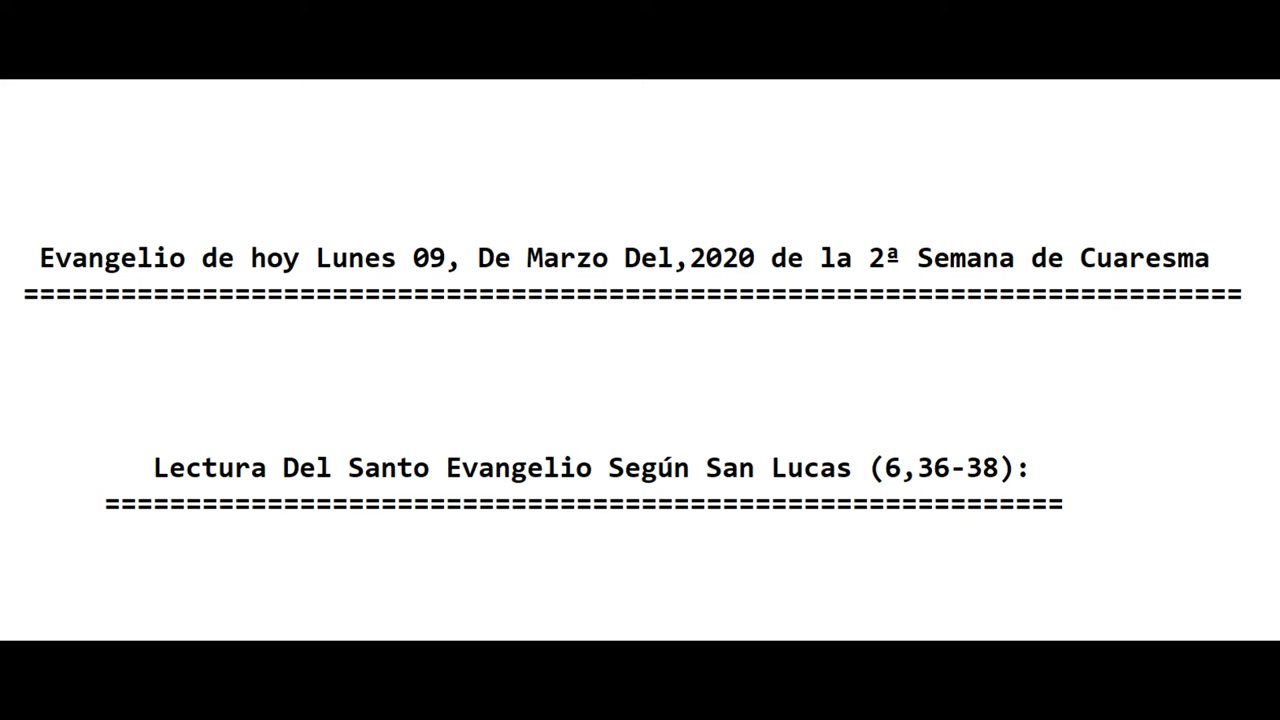 Evangelio de hoy Lunes 09, De Marzo Del,2020 de la 2ª Semana de Cuaresma
===========================================================================
Lectura Del Santo Evangelio Según San Lucas (6,36-38):
===========================================================